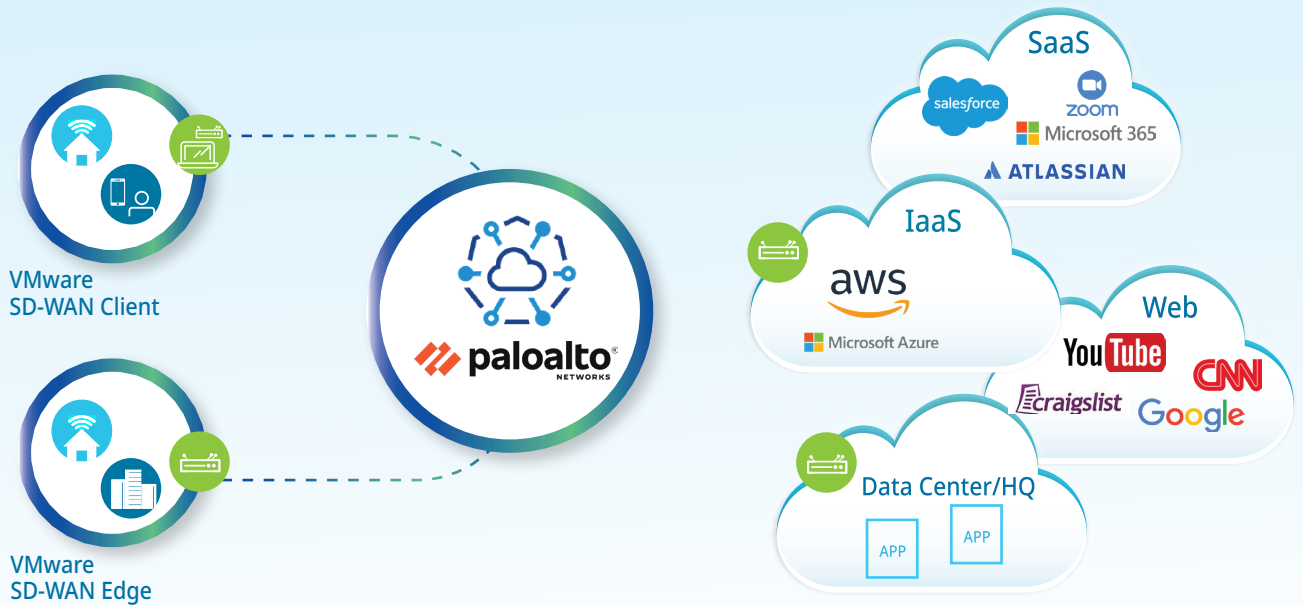 VMware
SD-WAN Client
VMware
SD-WAN Edge
paloalto®
NETWORKS
SaaS
salesforce
zoom
Microsoft 365
ATLASSIAN
IaaS
aws
Microsoft Azure
Web
YouTube
CNN
craigslist
Google
Data Center/HQ
APP
APP